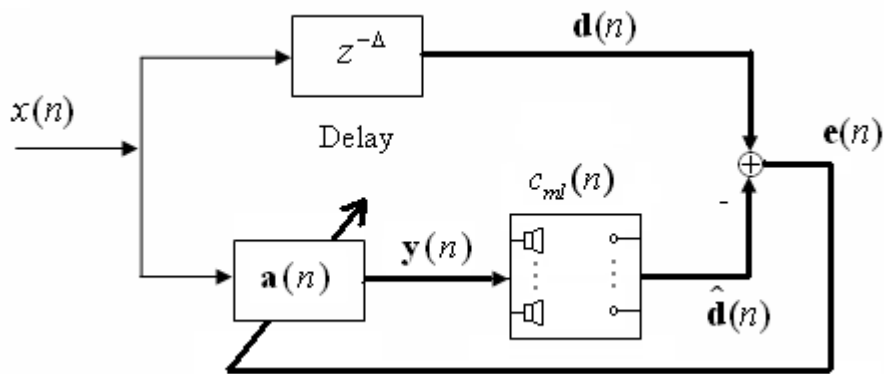 d(n)
z^{-Δ}
x(n)
Delay
e(n)
c_{ml}(n)
-
y(n)
a(n)
d̂(n)